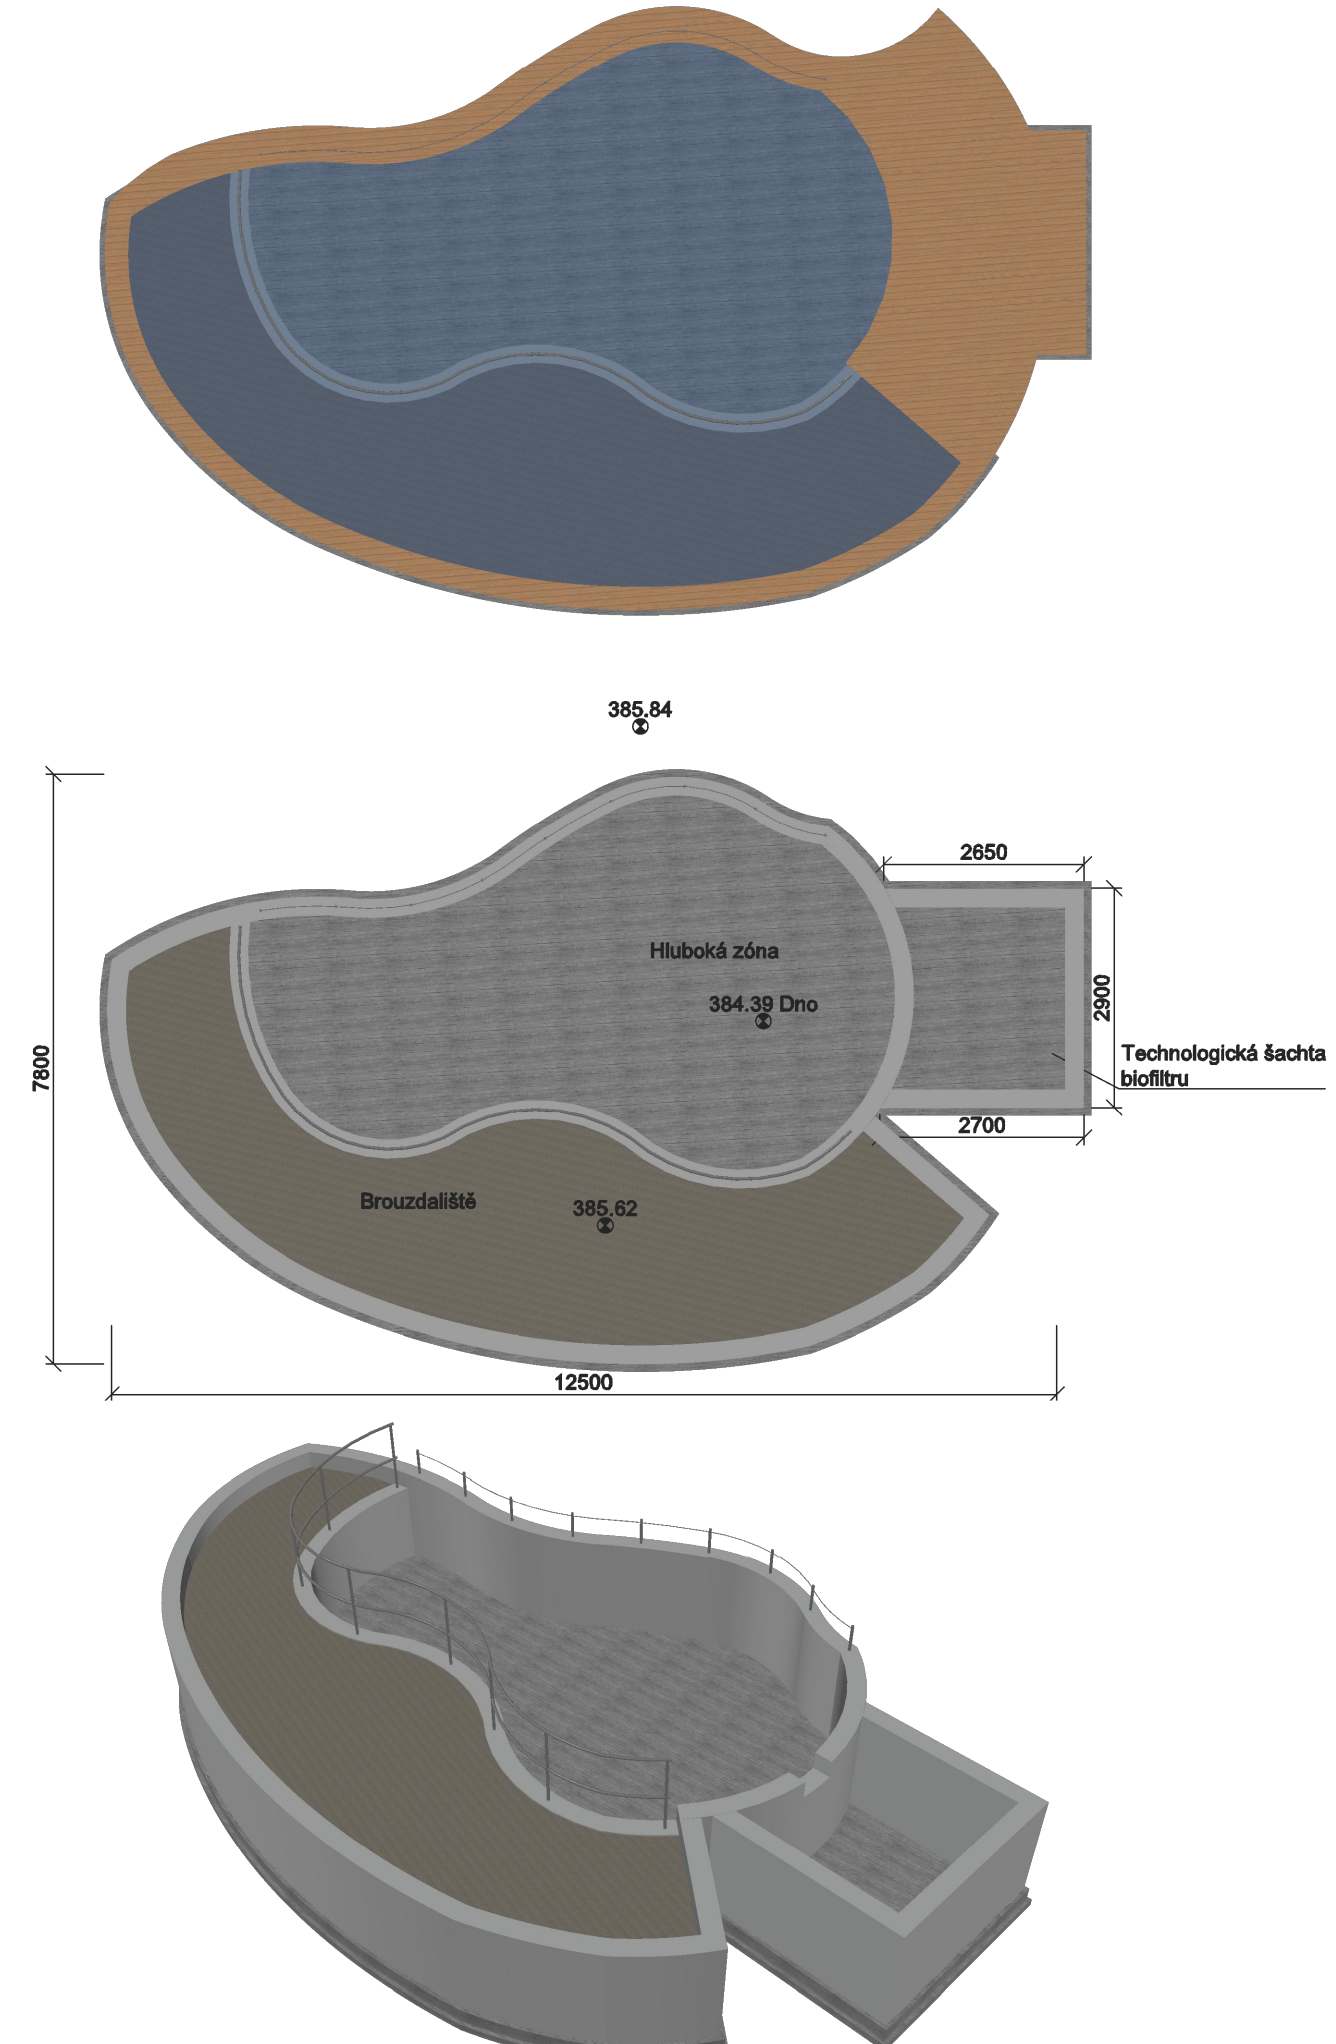 385.84
2650
Hluboká zóna
384.39 Dno
2900
7800
Technologická šachta
biofiltru
2700
Brouzdaliště
385.62
12500